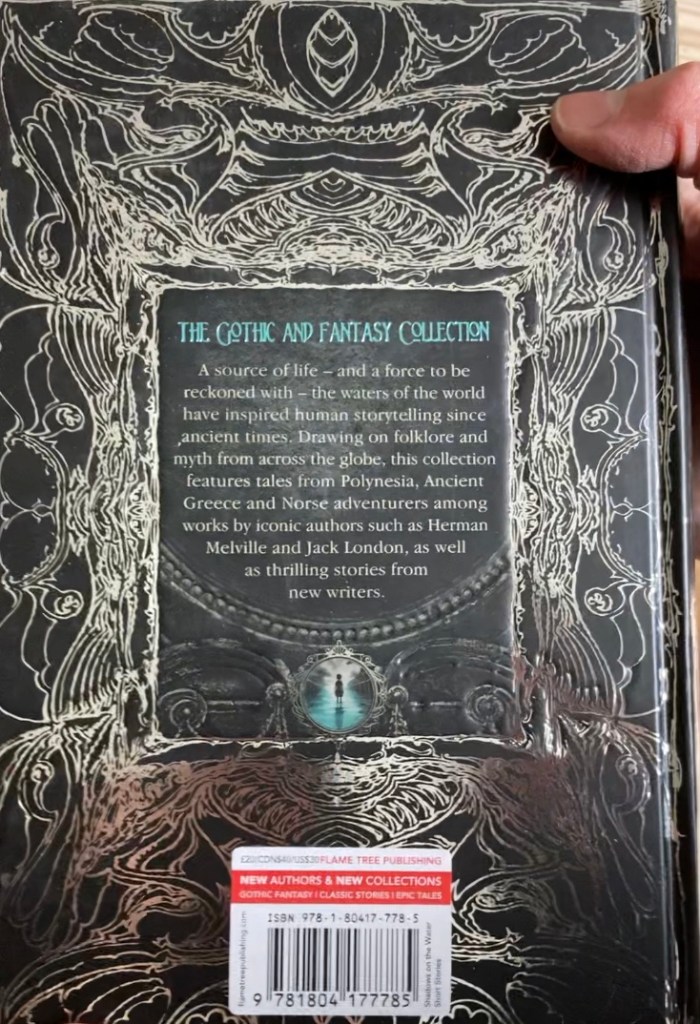 THE GOTHIC AND FANTASY COLLECTION
A source of life – and a force to be
reckoned with – the waters of the world
have inspired human storytelling since
ancient times. Drawing on folklore and
myth from across the globe, this collection
features tales from Polynesia, Ancient
Greece and Norse adventurers among
works by iconic authors such as Herman
Melville and Jack London, as well
as thrilling stories from
new writers.
£20/CDN$40/US$30 FLAME TREE PUBLISHING
NEW AUTHORS & NEW COLLECTIONS
GOTHIC FANTASY | CLASSIC STORIES | EPIC TALES
ISBN 978-1-80417-778-5
flametreepublishing.com
Shadows on the Water
Short Stories
9 781804 177785